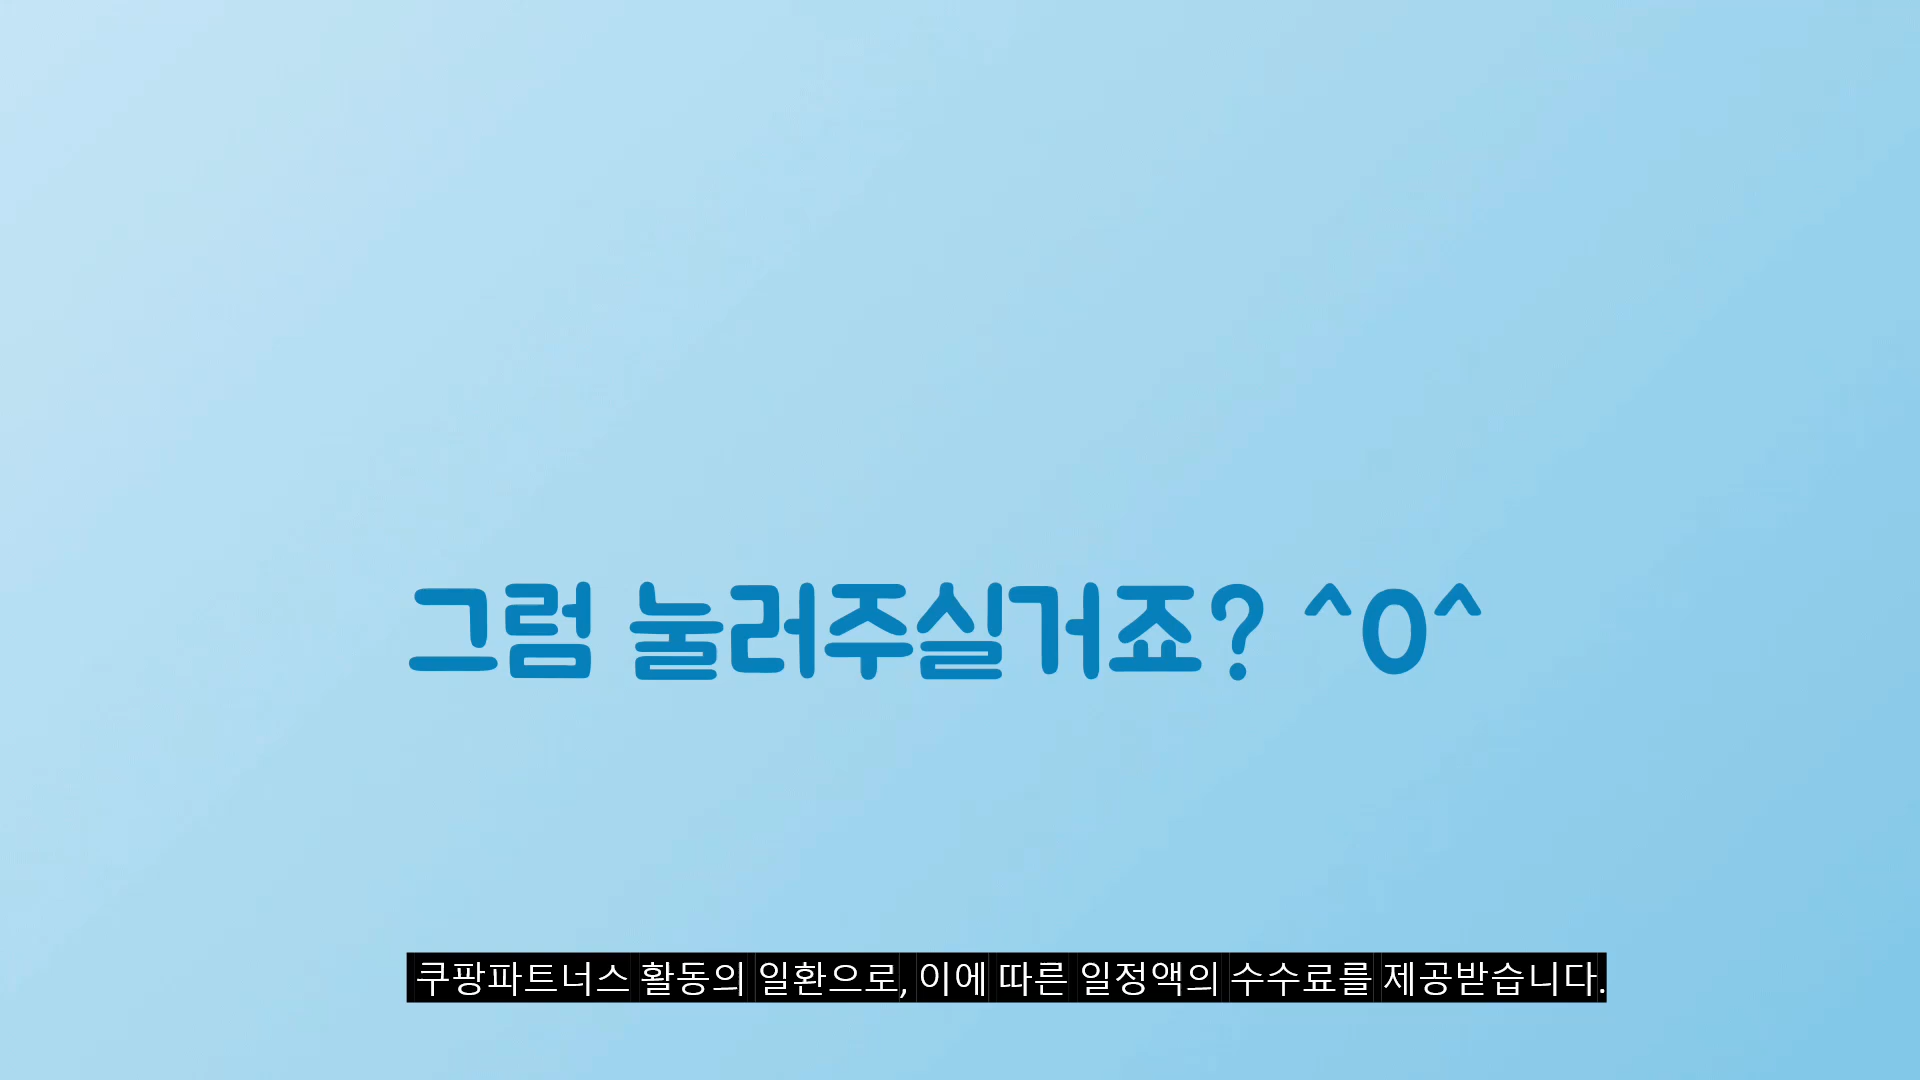 그럼 눌러주실거죠? ^0^
쿠팡파트너스 활동의 일환으로, 이에 따른 일정액의 수수료를 제공받습니다.